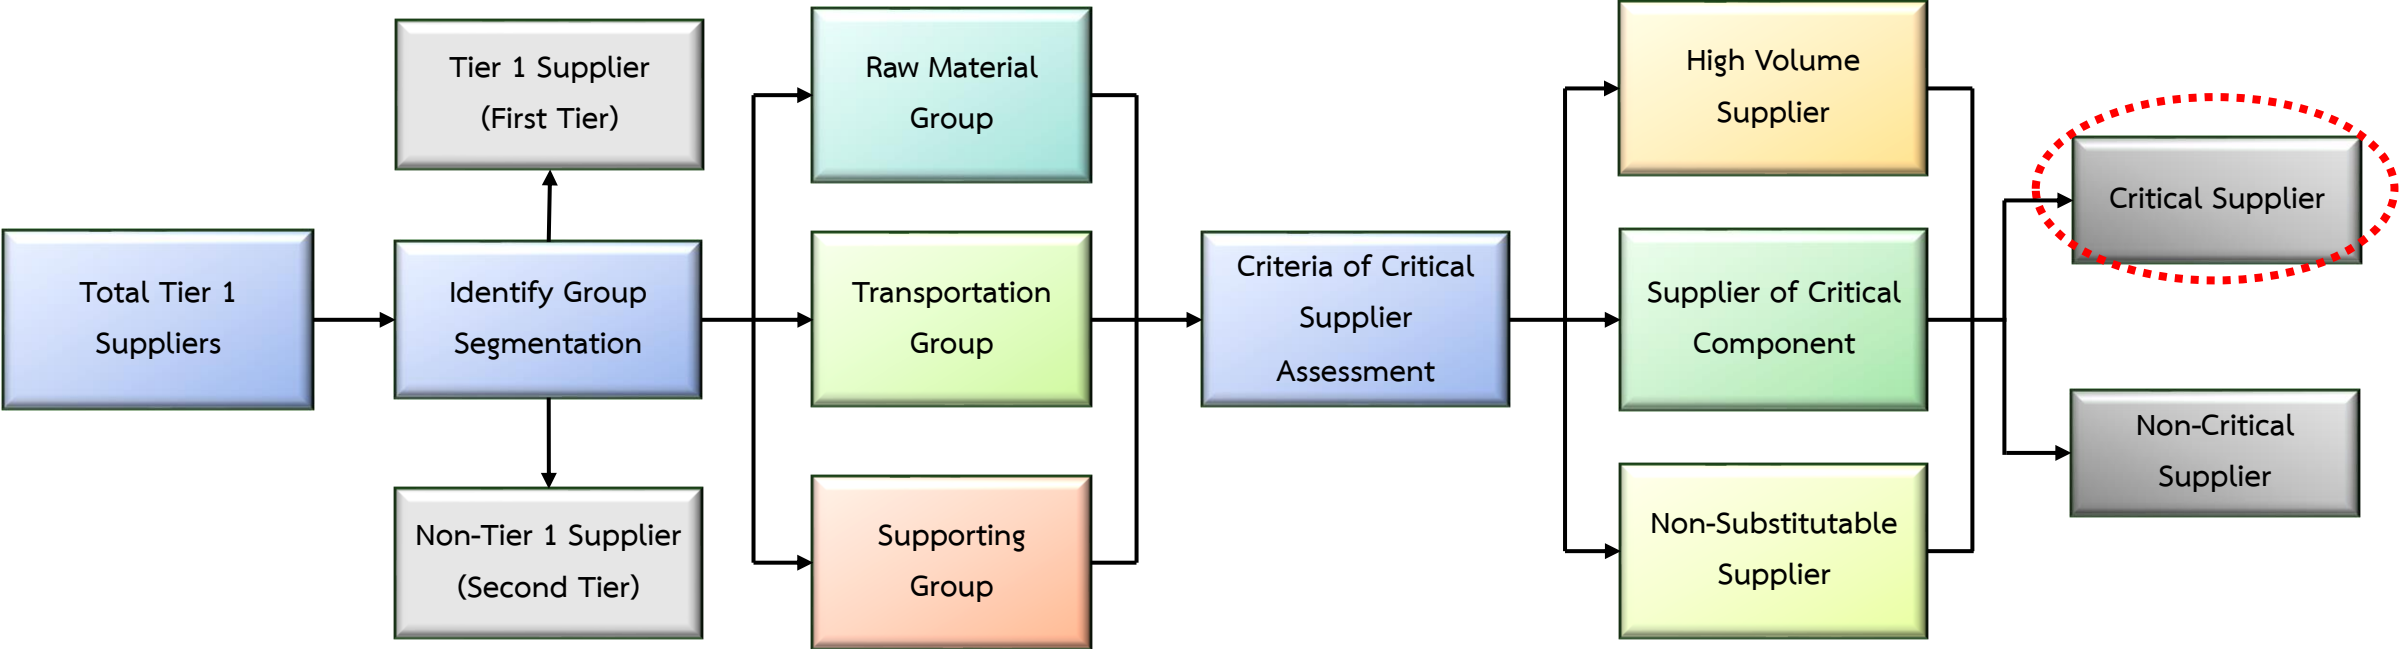 Total Tier 1
Suppliers
Tier 1 Supplier
(First Tier)
Identify Group
Segmentation
Non-Tier 1 Supplier
(Second Tier)
Raw Material
Group
Transportation
Group
Supporting
Group
Criteria of Critical
Supplier
Assessment
High Volume
Supplier
Supplier of Critical
Component
Non-Substitutable
Supplier
Critical Supplier
Non-Critical
Supplier